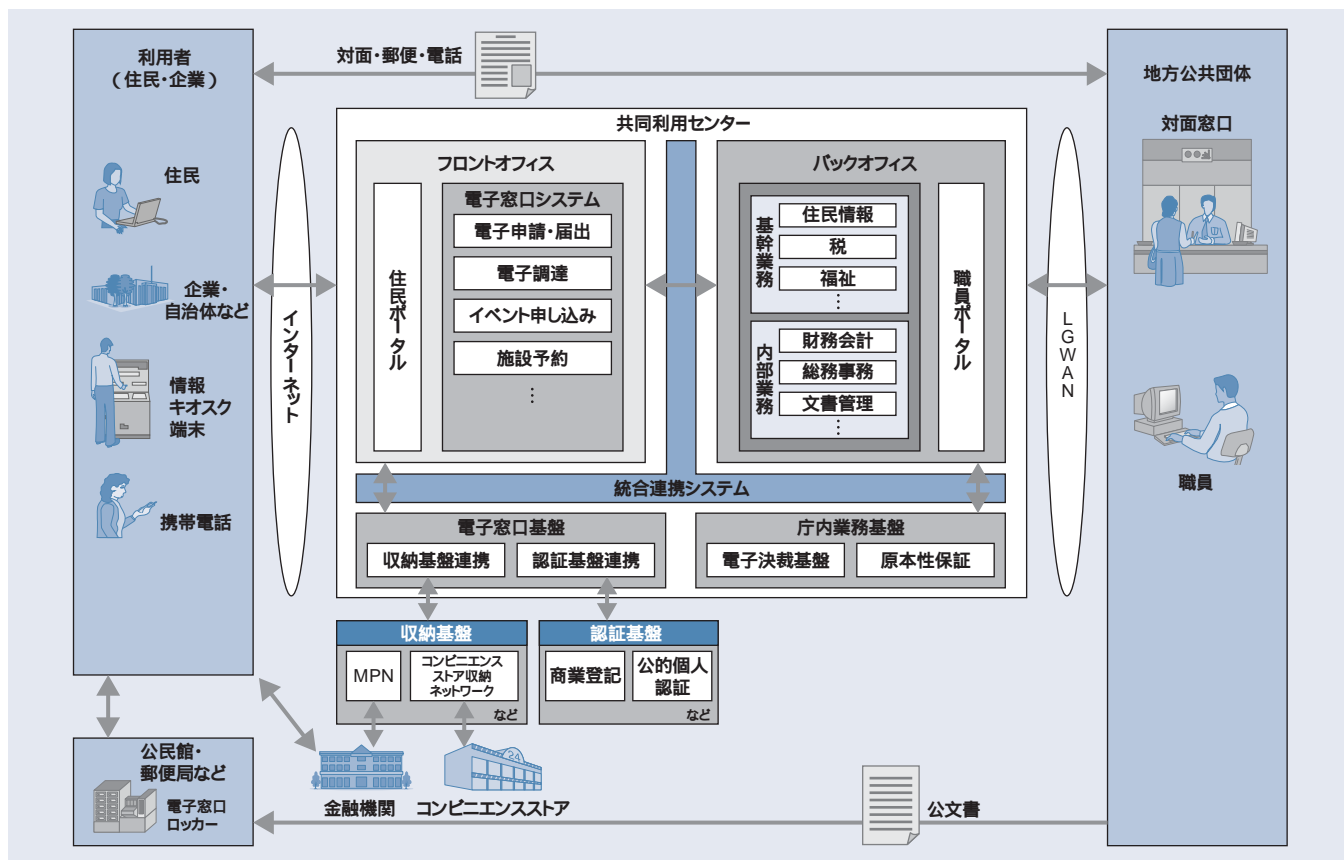 利用者
（住民・企業）
住民
企業・
自治体など
情報
キオスク
端末
携帯電話
対面・郵便・電話
インターネット
共同利用センター
フロントオフィス
住民ポータル
電子窓口システム
電子申請・届出
電子調達
イベント申し込み
施設予約
⋮
バックオフィス
基幹業務
住民情報
税
福祉
⋮
内部業務
財務会計
総務事務
文書管理
⋮
職員ポータル
統合連携システム
電子窓口基盤
収納基盤連携
認証基盤連携
庁内業務基盤
電子決裁基盤
原本性保証
収納基盤
MPN
コンビニエンス
ストア収納
ネットワーク
など
認証基盤
商業登記
公的個人
認証
など
LGWAN
地方公共団体
対面窓口
職員
公民館・
郵便局など
電子窓口
ロッカー
金融機関
24
コンビニエンスストア
公文書